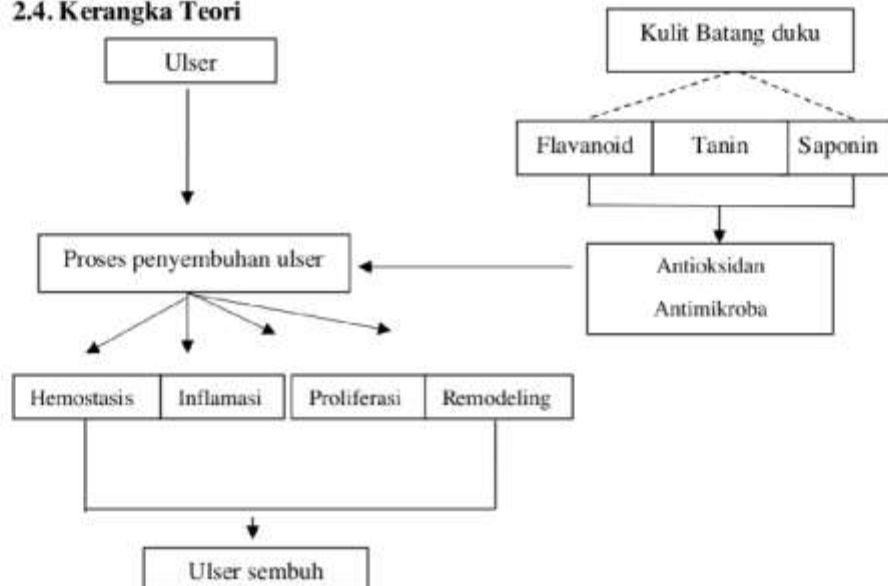 2.4. Kerangka Teori
Ulser
Kulit Batang duku
Flavanoid
Tanin
Saponin
Proses penyembuhan ulser
Antioksidan
Antimikroba
Hemostasis
Inflamasi
Proliferasi
Remodeling
Ulser sembuh